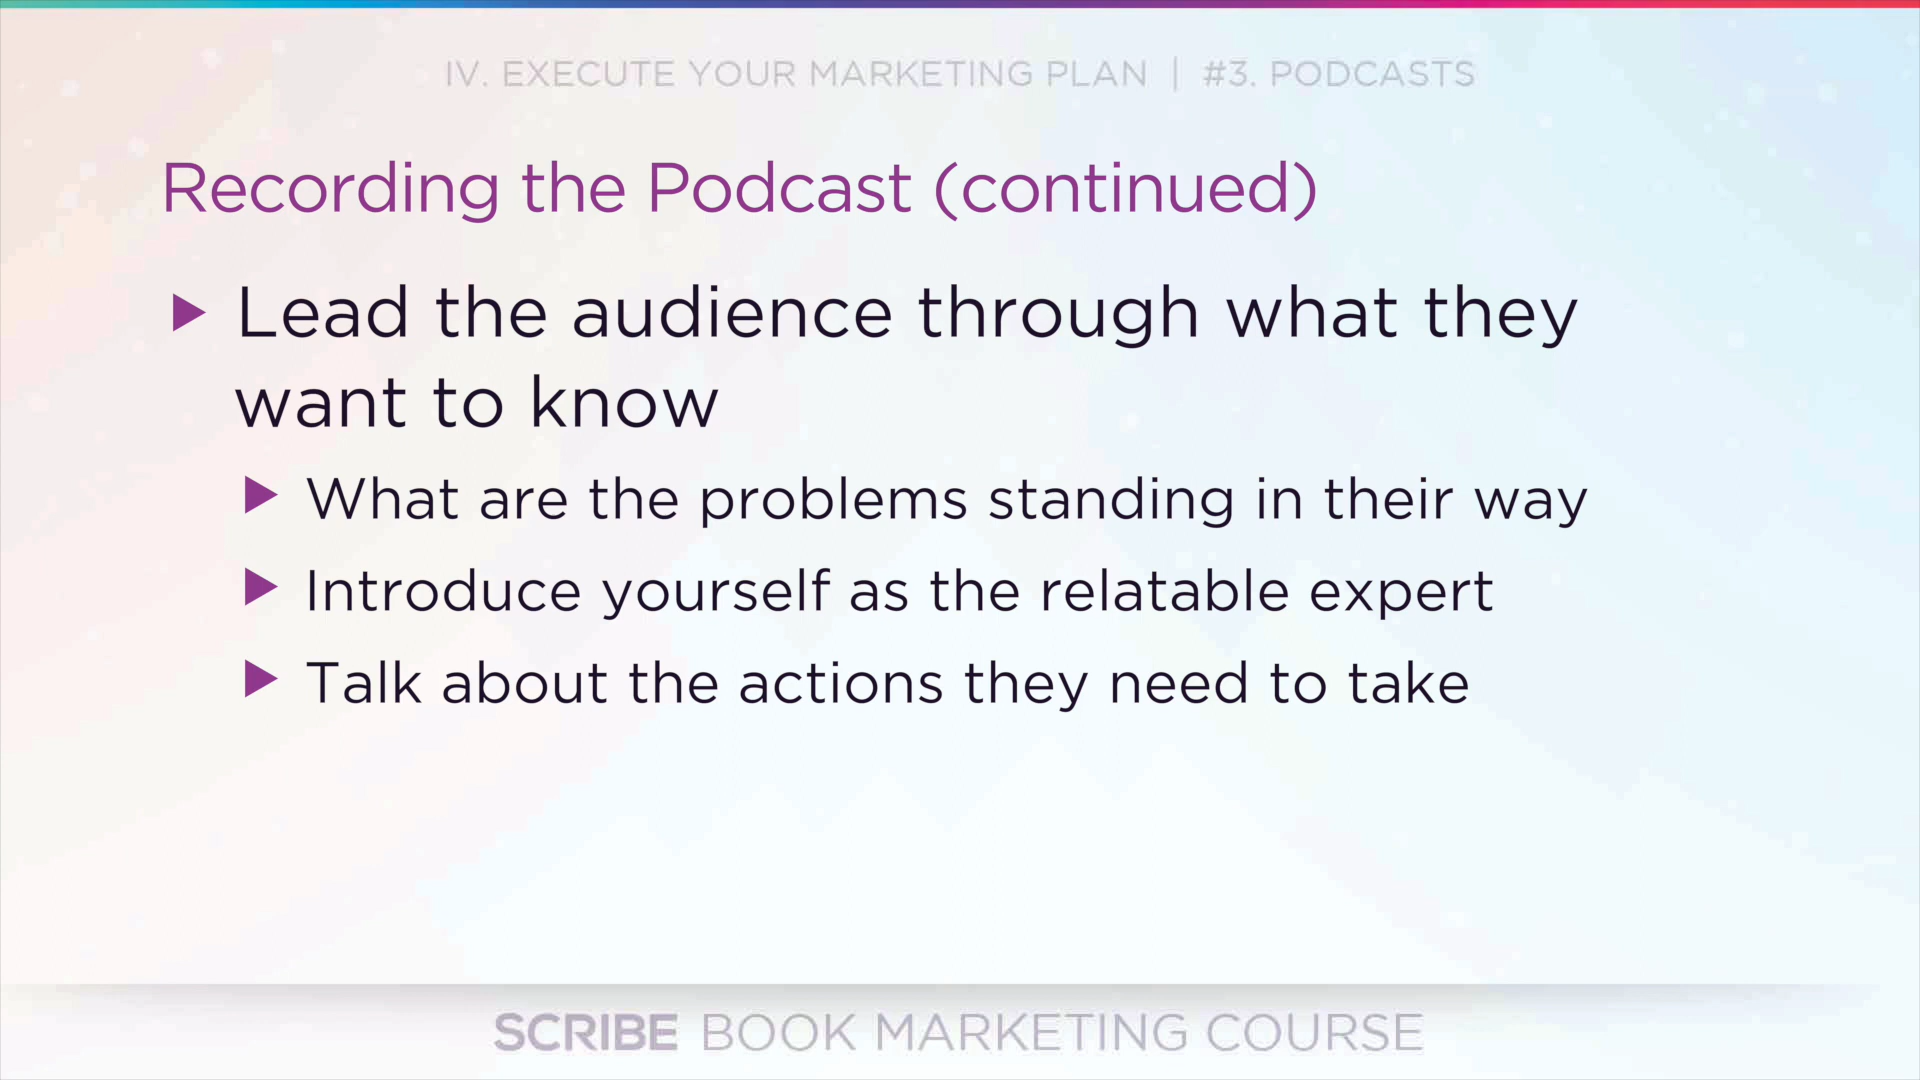 IV. EXECUTE YOUR MARKETING PLAN | #3. PODCASTS
Recording the Podcast (continued)
Lead the audience through what they
want to know
What are the problems standing in their way
Introduce yourself as the relatable expert
Talk about the actions they need to take
SCRIBE BOOK MARKETING COURSE